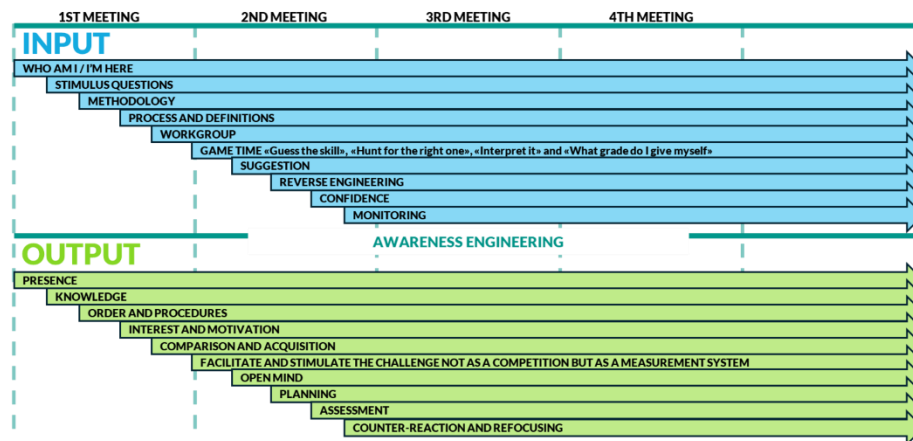 1ST MEETING 2ND MEETING 3RD MEETING 4TH MEETING
INPUT
WHO AM I / I'M HERE
STIMULUS QUESTIONS
METHODOLOGY
PROCESS AND DEFINITIONS
WORKGROUP
GAME TIME «Guess the skill», «Hunt for the right one», «Interpret it» and «What grade do I give myself»
SUGGESTION
REVERSE ENGINEERING
CONFIDENCE
MONITORING
AWARENESS ENGINEERING
OUTPUT
PRESENCE
KNOWLEDGE
ORDER AND PROCEDURES
INTEREST AND MOTIVATION
COMPARISON AND ACQUISITION
FACILITATE AND STIMULATE THE CHALLENGE NOT AS A COMPETITION BUT AS A MEASUREMENT SYSTEM
OPEN MIND
PLANNING
ASSESSMENT
COUNTER-REACTION AND REFOCUSING